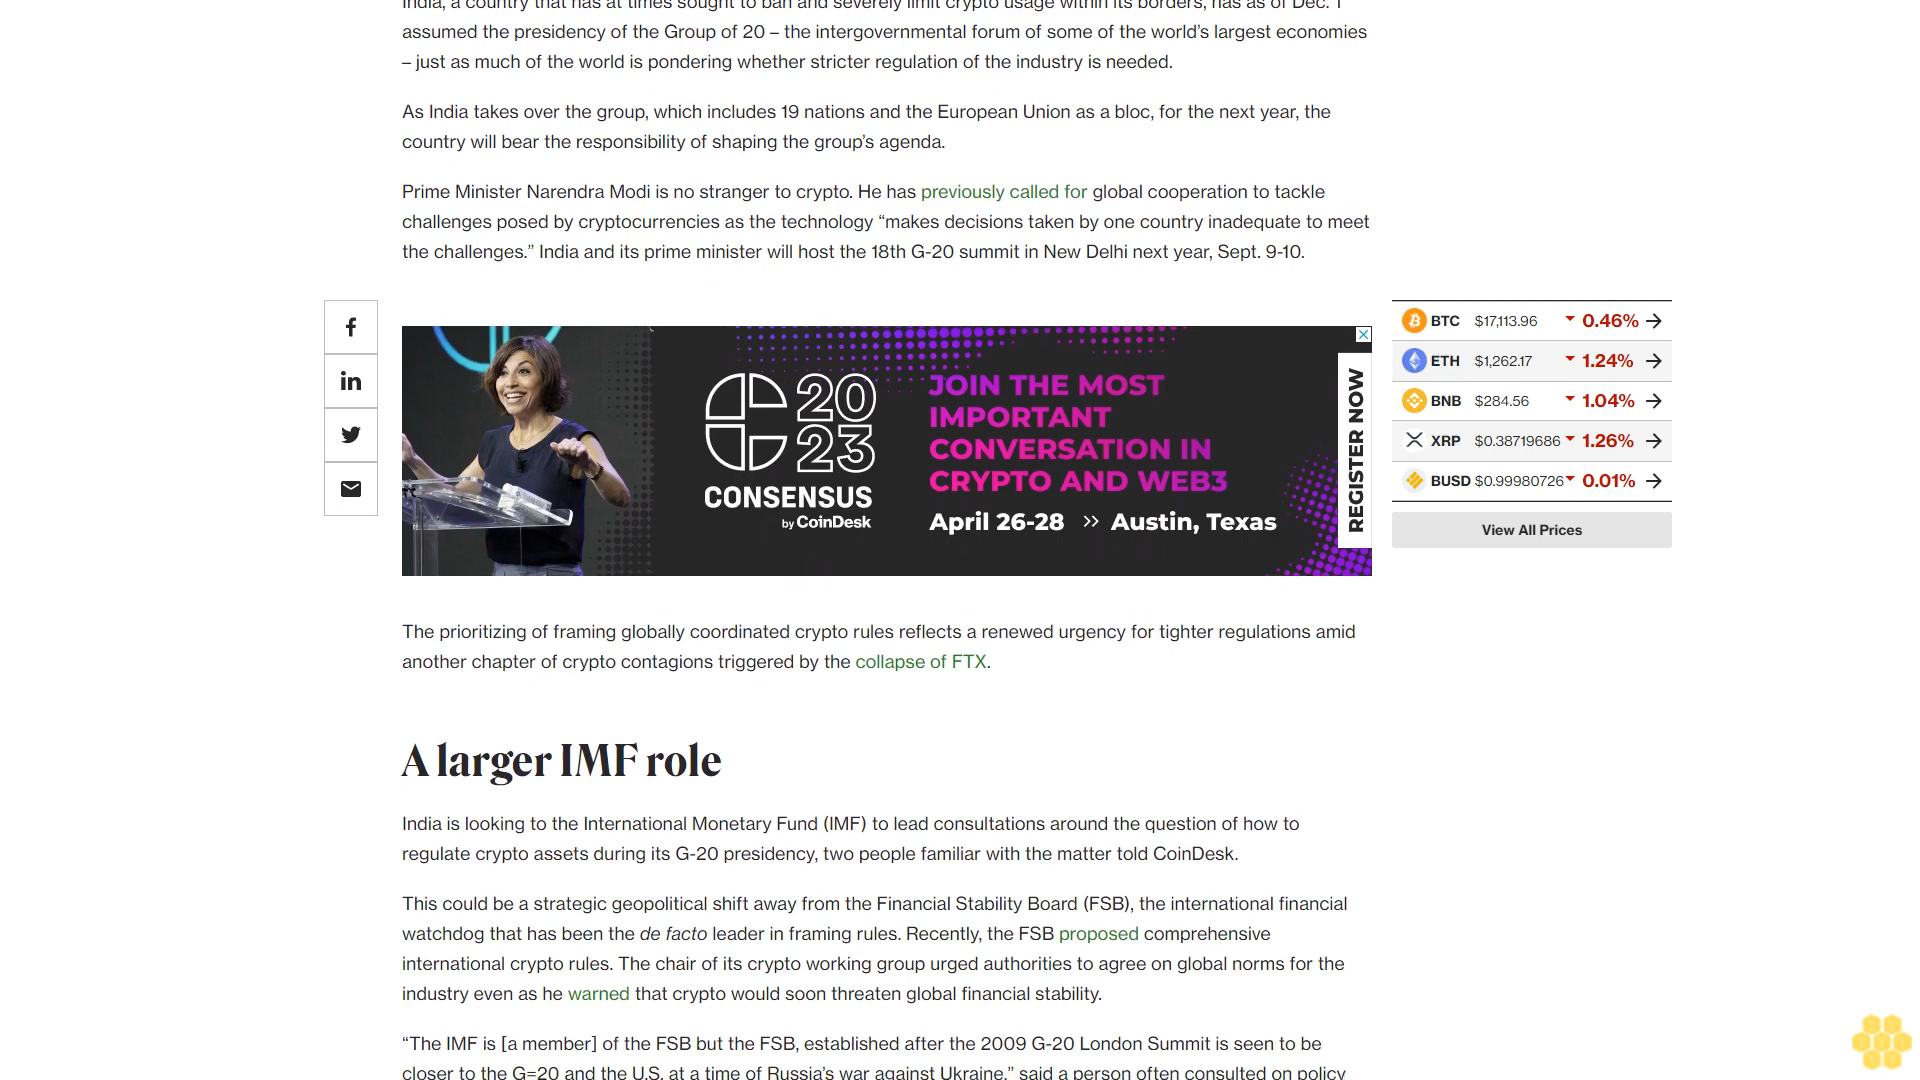 India, a country that has at times sought to ban and severely limit crypto usage within its borders, has as of Dec. 1
assumed the presidency of the Group of 20 – the intergovernmental forum of some of the world’s largest economies
– just as much of the world is pondering whether stricter regulation of the industry is needed.
As India takes over the group, which includes 19 nations and the European Union as a bloc, for the next year, the
country will bear the responsibility of shaping the group’s agenda.
Prime Minister Narendra Modi is no stranger to crypto. He has previously called for global cooperation to tackle
challenges posed by cryptocurrencies as the technology “makes decisions taken by one country inadequate to meet
the challenges.” India and its prime minister will host the 18th G-20 summit in New Delhi next year, Sept. 9-10.
20
23
CONSENSUS
by CoinDesk
JOIN THE MOST
IMPORTANT
CONVERSATION IN
CRYPTO AND WEB3
April 26-28 >> Austin, Texas
REGISTER NOW
BTC $17,113.96 0.46%
ETH $1,262.17 1.24%
BNB $284.56 1.04%
XRP $0.38719686 1.26%
BUSD $0.99980726 0.01%
View All Prices
The prioritizing of framing globally coordinated crypto rules reflects a renewed urgency for tighter regulations amid
another chapter of crypto contagions triggered by the collapse of FTX.
A larger IMF role
India is looking to the International Monetary Fund (IMF) to lead consultations around the question of how to
regulate crypto assets during its G-20 presidency, two people familiar with the matter told CoinDesk.
This could be a strategic geopolitical shift away from the Financial Stability Board (FSB), the international financial
watchdog that has been the de facto leader in framing rules. Recently, the FSB proposed comprehensive
international crypto rules. The chair of its crypto working group urged authorities to agree on global norms for the
industry even as he warned that crypto would soon threaten global financial stability.
“The IMF is [a member] of the FSB but the FSB, established after the 2009 G-20 London Summit is seen to be
closer to the G=20 and the U.S. at a time of Russia’s war against Ukraine,” said a person often consulted on policy